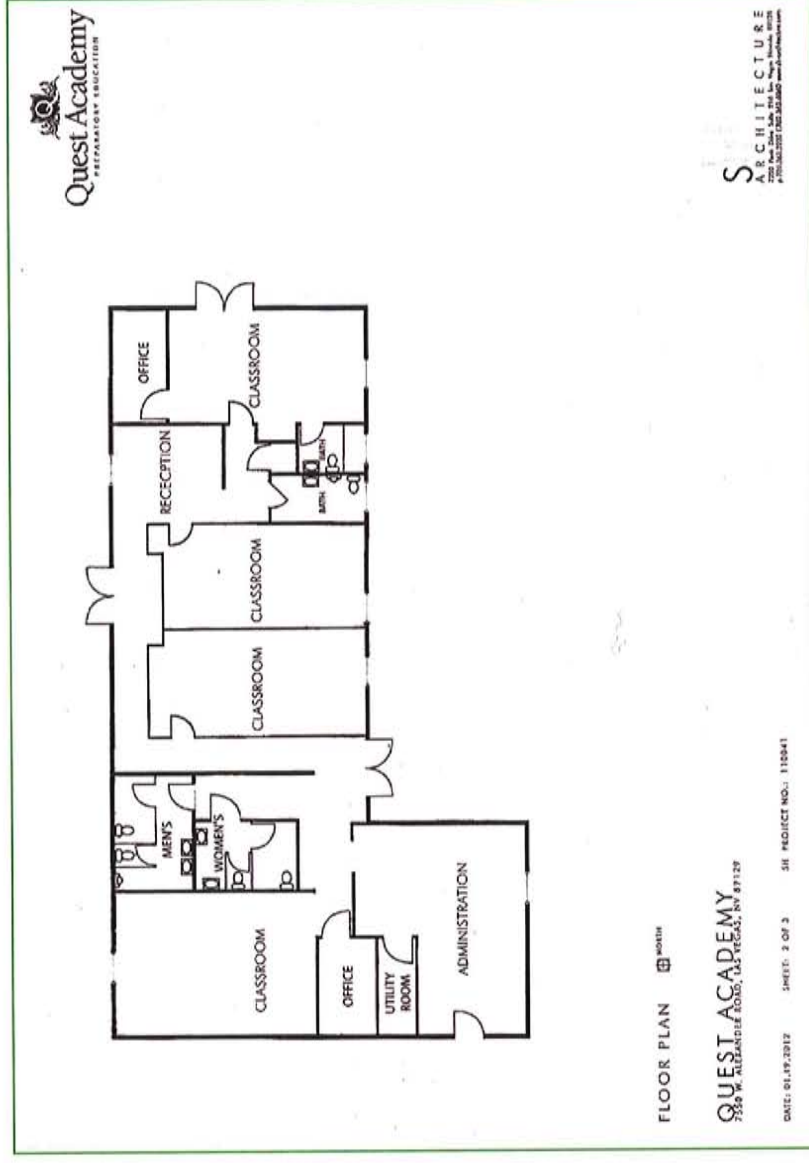 Quest Academy
PREPARATORY EDUCATION
OFFICE
CLASSROOM
RECECPTION
BATH
BATH
CLASSROOM
CLASSROOM
MEN'S
WOMEN'S
CLASSROOM
OFFICE
UTILITY
ROOM
ADMINISTRATION
FLOOR PLAN
NORTH
QUEST ACADEMY
7550 W. ALEXANDER ROAD, LAS VEGAS, NV 89129
DATE: 01.19.2012
SHEET: 2 OF 3
SH PROJECT NO.: 110041
S
ARCHITECTURE